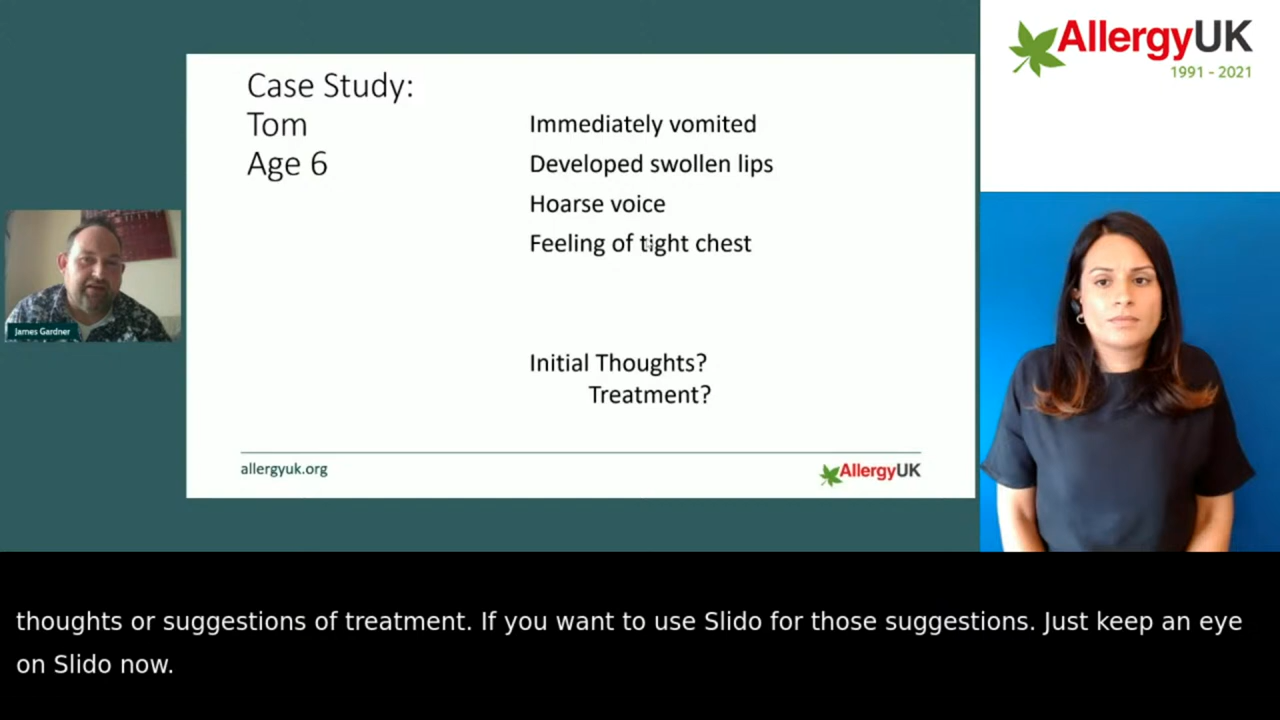 Case Study:
Tom
Age 6
Immediately vomited
Developed swollen lips
Hoarse voice
Feeling of tight chest
Initial Thoughts?
Treatment?
allergyuk.org
AllergyUK
James Gardner
AllergyUK
1991 - 2021
thoughts or suggestions of treatment. If you want to use Slido for those suggestions. Just keep an eye
on Slido now.